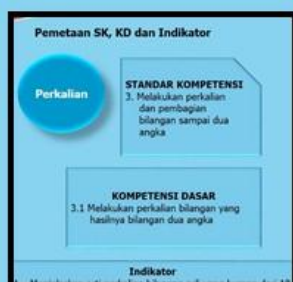 Pemetaan SK, KD dan Indikator
Perkalian
STANDAR KOMPETENSI
3. Melakukan perkalian
dan pembagian
bilangan sampai dua
angka
KOMPETENSI DASAR
3.1 Melakukan perkalian bilangan yang
hasilnya bilangan dua angka
Indikator